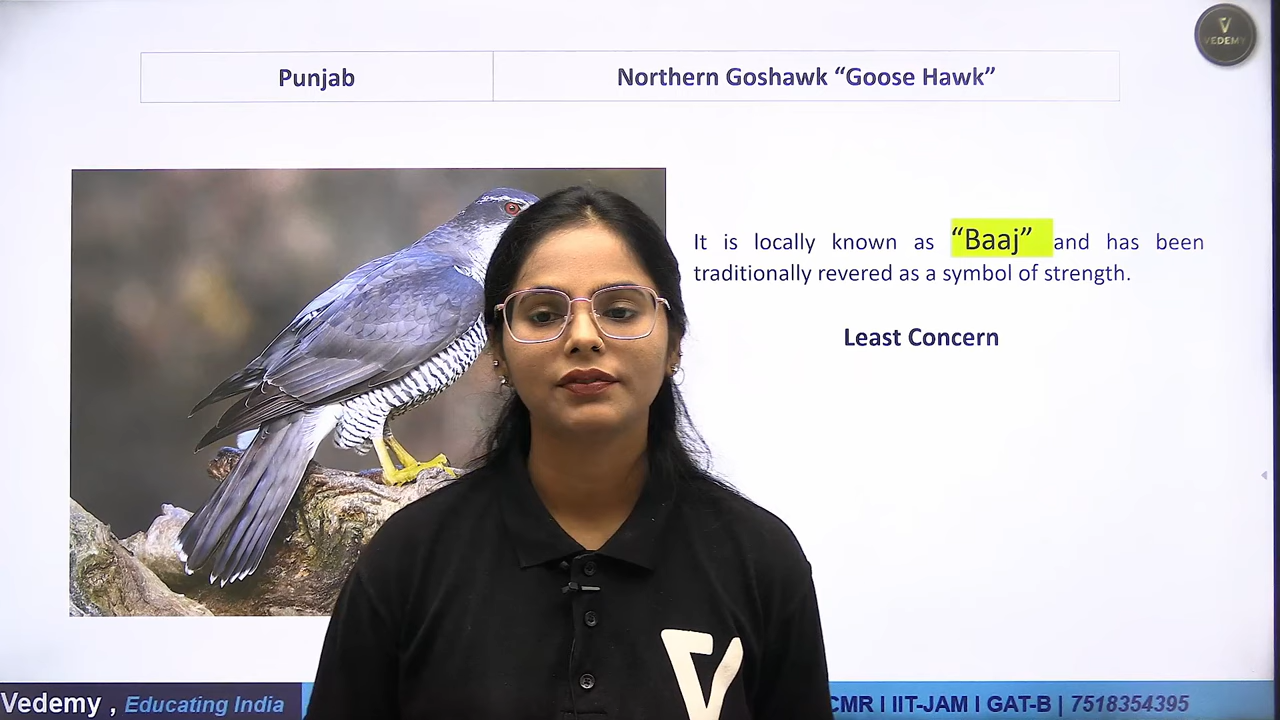 VEDEMY
Punjab
Northern Goshawk “Goose Hawk”
It is locally known as “Baaj” and has been
traditionally revered as a symbol of strength.
Least Concern
Vedemy , Educating India
CMR I IIT-JAM I GAT-B | 7518354395